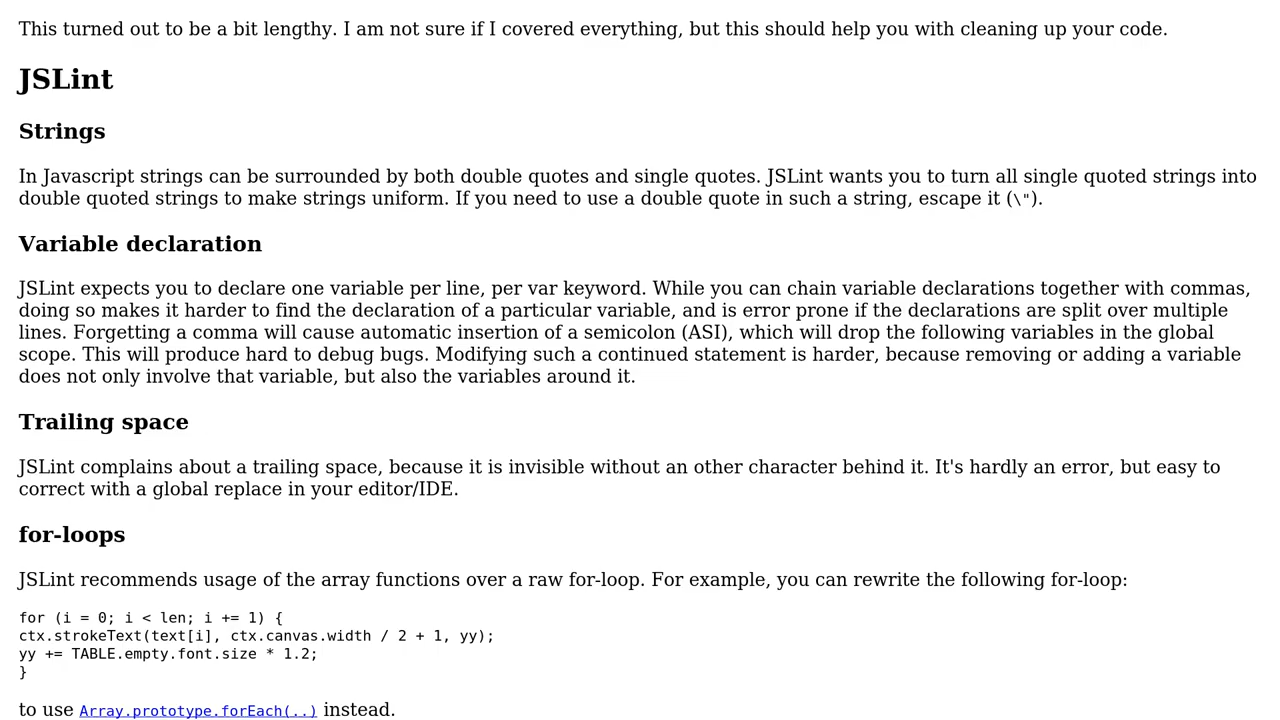 This turned out to be a bit lengthy. I am not sure if I covered everything, but this should help you with cleaning up your code.
JSLint
Strings
In Javascript strings can be surrounded by both double quotes and single quotes. JSLint wants you to turn all single quoted strings into
double quoted strings to make strings uniform. If you need to use a double quote in such a string, escape it (\").
Variable declaration
JSLint expects you to declare one variable per line, per var keyword. While you can chain variable declarations together with commas,
doing so makes it harder to find the declaration of a particular variable, and is error prone if the declarations are split over multiple
lines. Forgetting a comma will cause automatic insertion of a semicolon (ASI), which will drop the following variables in the global
scope. This will produce hard to debug bugs. Modifying such a continued statement is harder, because removing or adding a variable
does not only involve that variable, but also the variables around it.
Trailing space
JSLint complains about a trailing space, because it is invisible without an other character behind it. It's hardly an error, but easy to
correct with a global replace in your editor/IDE.
for-loops
JSLint recommends usage of the array functions over a raw for-loop. For example, you can rewrite the following for-loop:
for (i = 0; i < len; i += 1) {
ctx.strokeText(text[i], ctx.canvas.width / 2 + 1, yy);
yy += TABLE.empty.font.size * 1.2;
}
to use Array.prototype.forEach(..) instead.